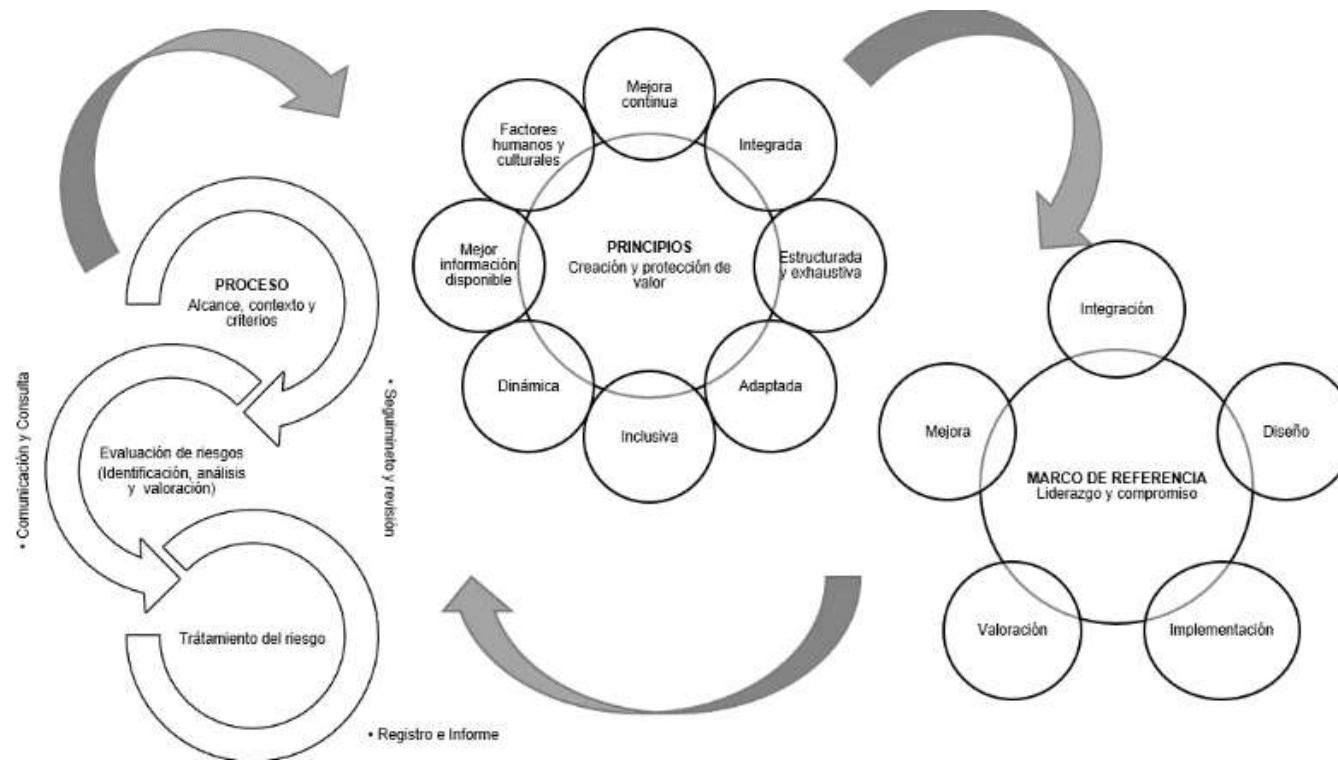 Mejora
continua
Integrada
Estructurada
y exhaustiva
Adaptada
Inclusiva
Dinámica
Mejor
información
disponible
Factores
humanos y
culturales
PRINCIPIOS
Creación y protección de
valor
PROCESO
Alcance, contexto y
criterios
Evaluación de riesgos
(Identificación, análisis
y valoración)
Trátamiento del riesgo
• Comunicación y Consulta
• Seguimineto y revisión
• Registro e Informe
Integración
Diseño
Implementación
Valoración
Mejora
MARCO DE REFERENCIA
Liderazgo y compromiso